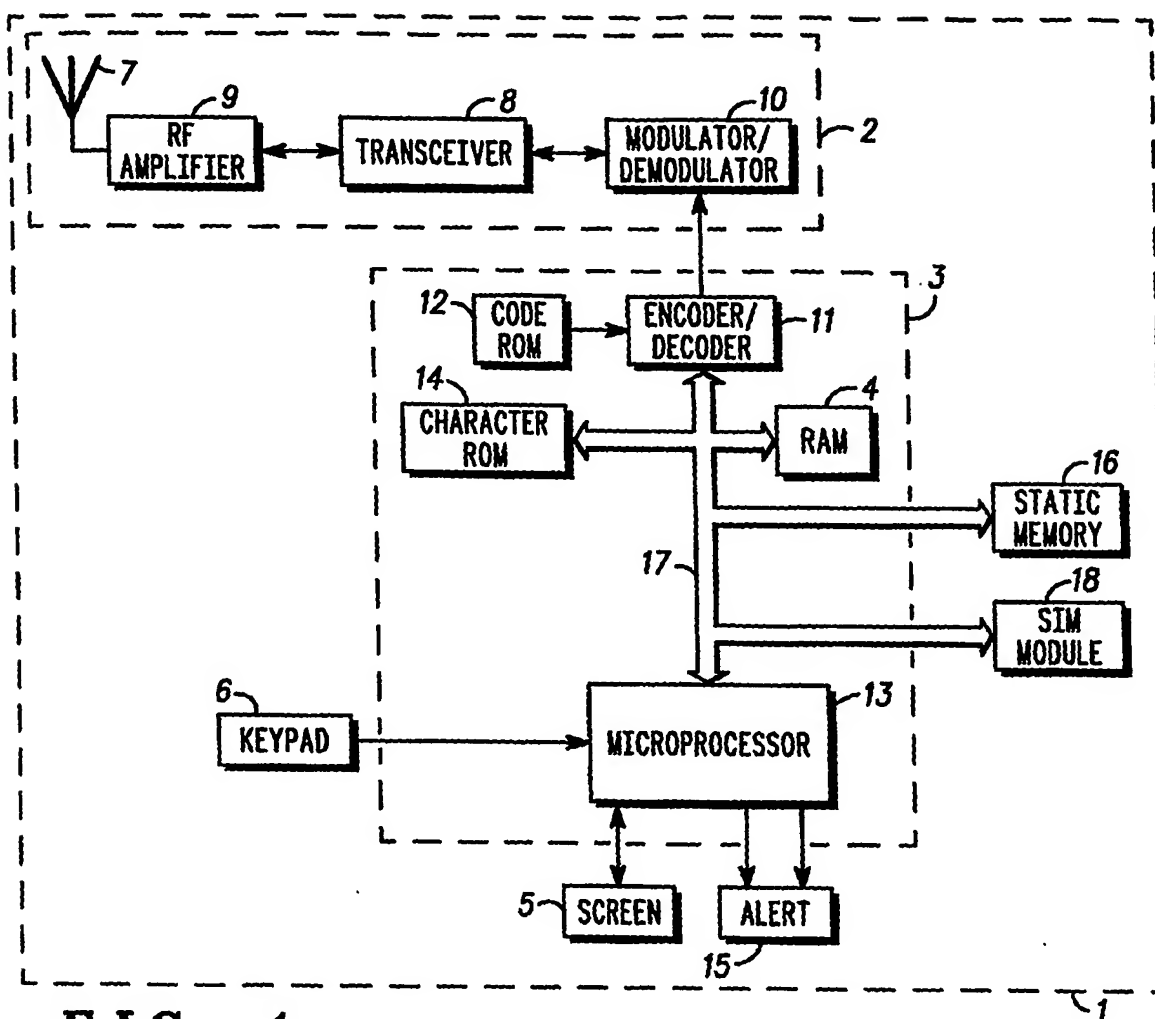 7
9
RF
AMPLIFIER
8
TRANSCEIVER
10
MODULATOR/
DEMODULATOR
2
3
12
CODE
ROM
ENCODER/
DECODER
11
14
CHARACTER
ROM
4
RAM
16
STATIC
MEMORY
17
18
SIM
MODULE
6
KEYPAD
13
MICROPROCESSOR
5
SCREEN
ALERT
15
1